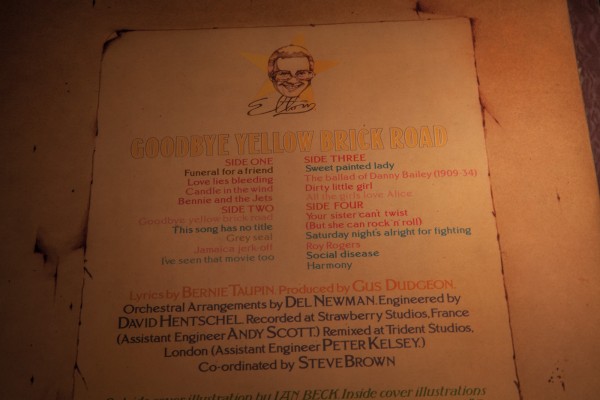 Elton
GOODBYE YELLOW BRICK ROAD
SIDE ONE
Funeral for a friend
Love lies bleeding
Candle in the wind
Bennie and the Jets
SIDE TWO
Goodbye yellow brick road
This song has no title
Grey seal
Jamaica jerk-off
I've seen that movie too
SIDE THREE
Sweet painted lady
The ballad of Danny Bailey (1909-34)
Dirty little girl
All the girls love Alice
SIDE FOUR
Your sister can't twist
(But she can rock'n roll)
Saturday night's alright for fighting
Roy Rogers
Social disease
Harmony
Lyrics by BERNIE TAUPIN. Produced by GUS DUDGEON.
Orchestral Arrangements by DEL NEWMAN. Engineered by
DAVID HENTSCHEL. Recorded at Strawberry Studios, France
(Assistant Engineer ANDY SCOTT.) Remixed at Trident Studios,
London (Assistant Engineer PETER KELSEY.)
Co-ordinated by STEVE BROWN
cover illustration by IAN BECK Inside cover illustrations